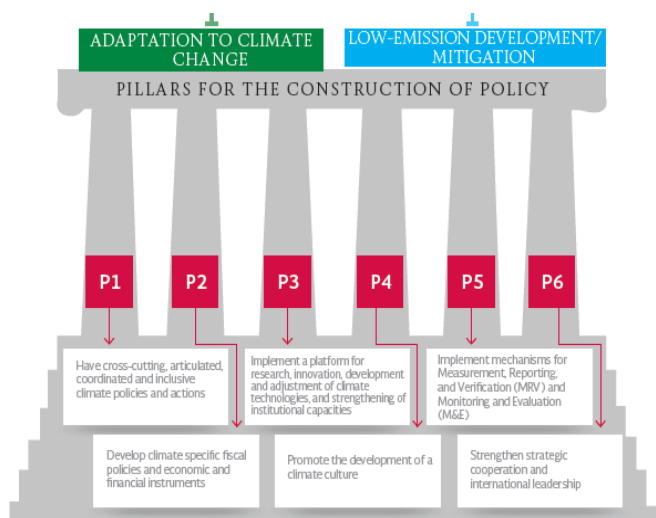 ADAPTATION TO CLIMATE
CHANGE
LOW-EMISSION DEVELOPMENT/
MITIGATION
PILLARS FOR THE CONSTRUCTION OF POLICY
P1
P2
P3
P4
P5
P6
Have cross-cutting, articulated,
coordinated and inclusive
climate policies and actions
Implement a platform for
research, innovation, development
and adjustment of climate
technologies, and strengthening of
institutional capacities
Implement mechanisms for
Measurement, Reporting,
and Verification (MRV) and
Monitoring and Evaluation
(M&E)
Develop climate specific fiscal
policies and economic and
financial instruments
Promote the development of a
climate culture
Strengthen strategic
cooperation and
international leadership